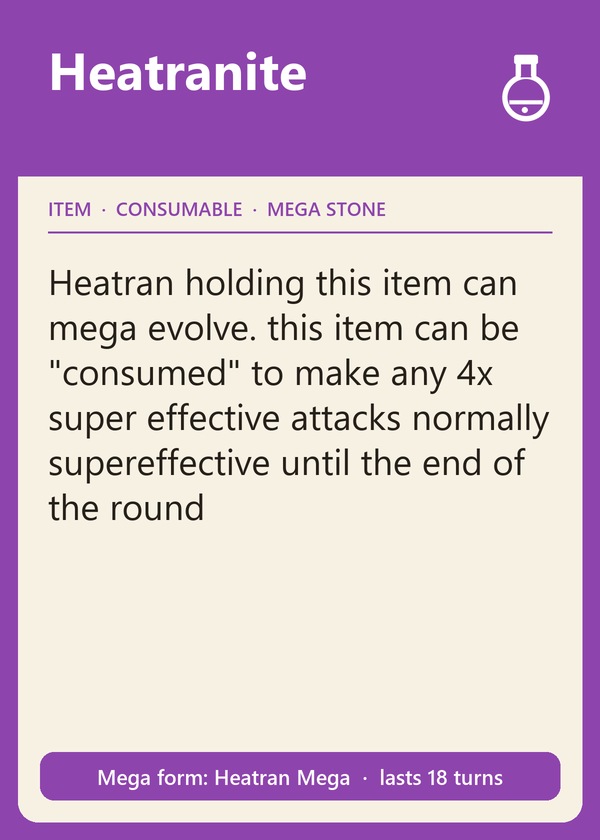 Heatranite
ITEM · CONSUMABLE · MEGA STONE
Heatran holding this item can
mega evolve. this item can be
"consumed" to make any 4x
super effective attacks normally
supereffective until the end of
the round
Mega form: Heatran Mega · lasts 18 turns